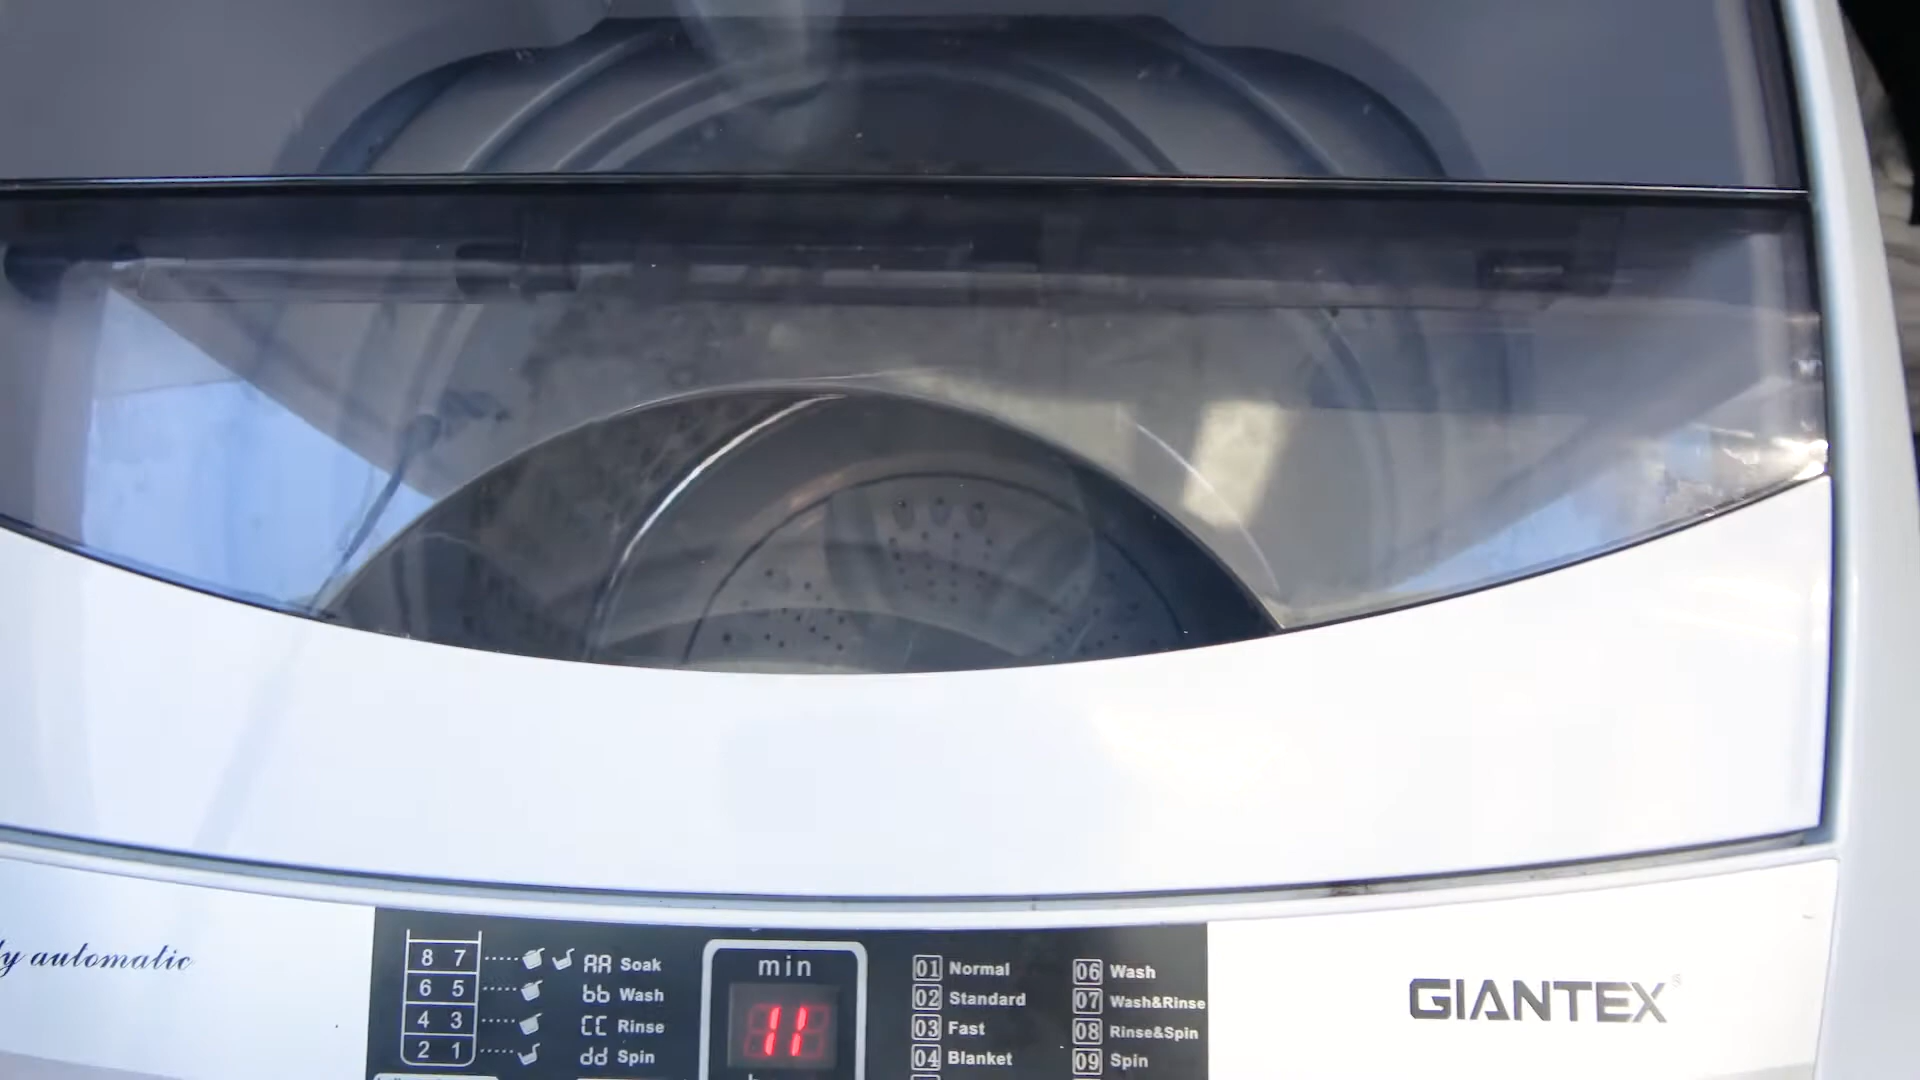 ly automatic
8 7 AA Soak
6 5 bb Wash
4 3 CC Rinse
2 1 dd Spin
min
11
01 Normal
02 Standard
03 Fast
04 Blanket
06 Wash
07 Wash&Rinse
08 Rinse&Spin
09 Spin
GIANTEX